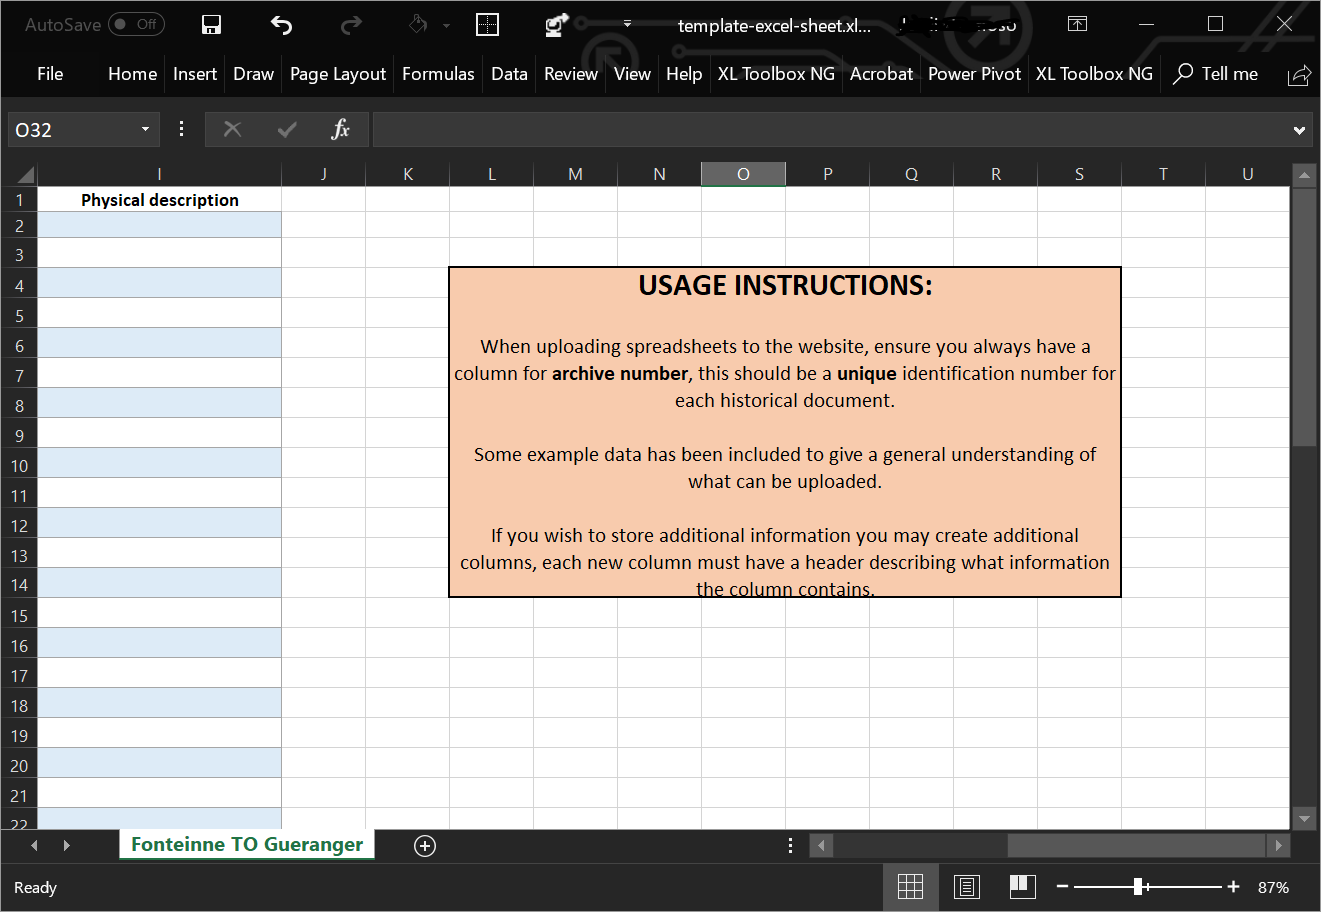 AutoSave Off template-excel-sheet.xl...
File Home Insert Draw Page Layout Formulas Data Review View Help XL Toolbox NG Acrobat Power Pivot XL Toolbox NG Tell me
O32 fx
I J K L M N O P Q R S T U
1 Physical description
2
3
4
5
6
7
8
9
10
11
12
13
14
15
16
17
18
19
20
21
22
USAGE INSTRUCTIONS:
When uploading spreadsheets to the website, ensure you always have a
column for archive number, this should be a unique identification number for
each historical document.
Some example data has been included to give a general understanding of
what can be uploaded.
If you wish to store additional information you may create additional
columns, each new column must have a header describing what information
the column contains.
Fonteinne TO Gueranger
Ready 87%